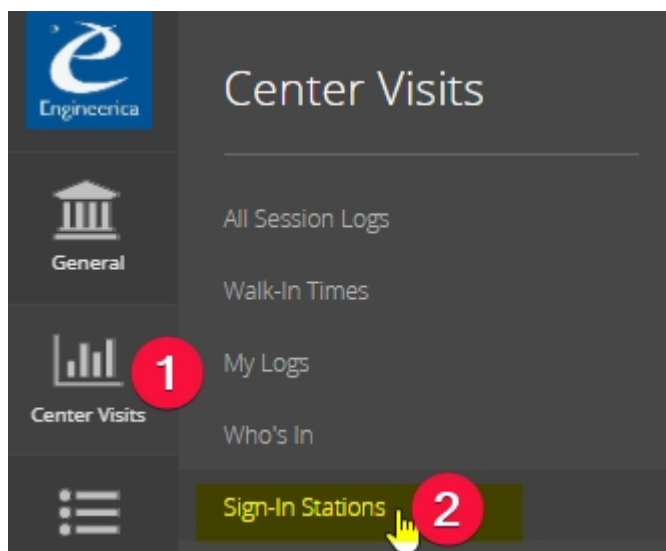 Engineerica
Center Visits
General
All Session Logs
Walk-In Times
Center Visits
1
My Logs
Who's In
Sign-In Stations
2